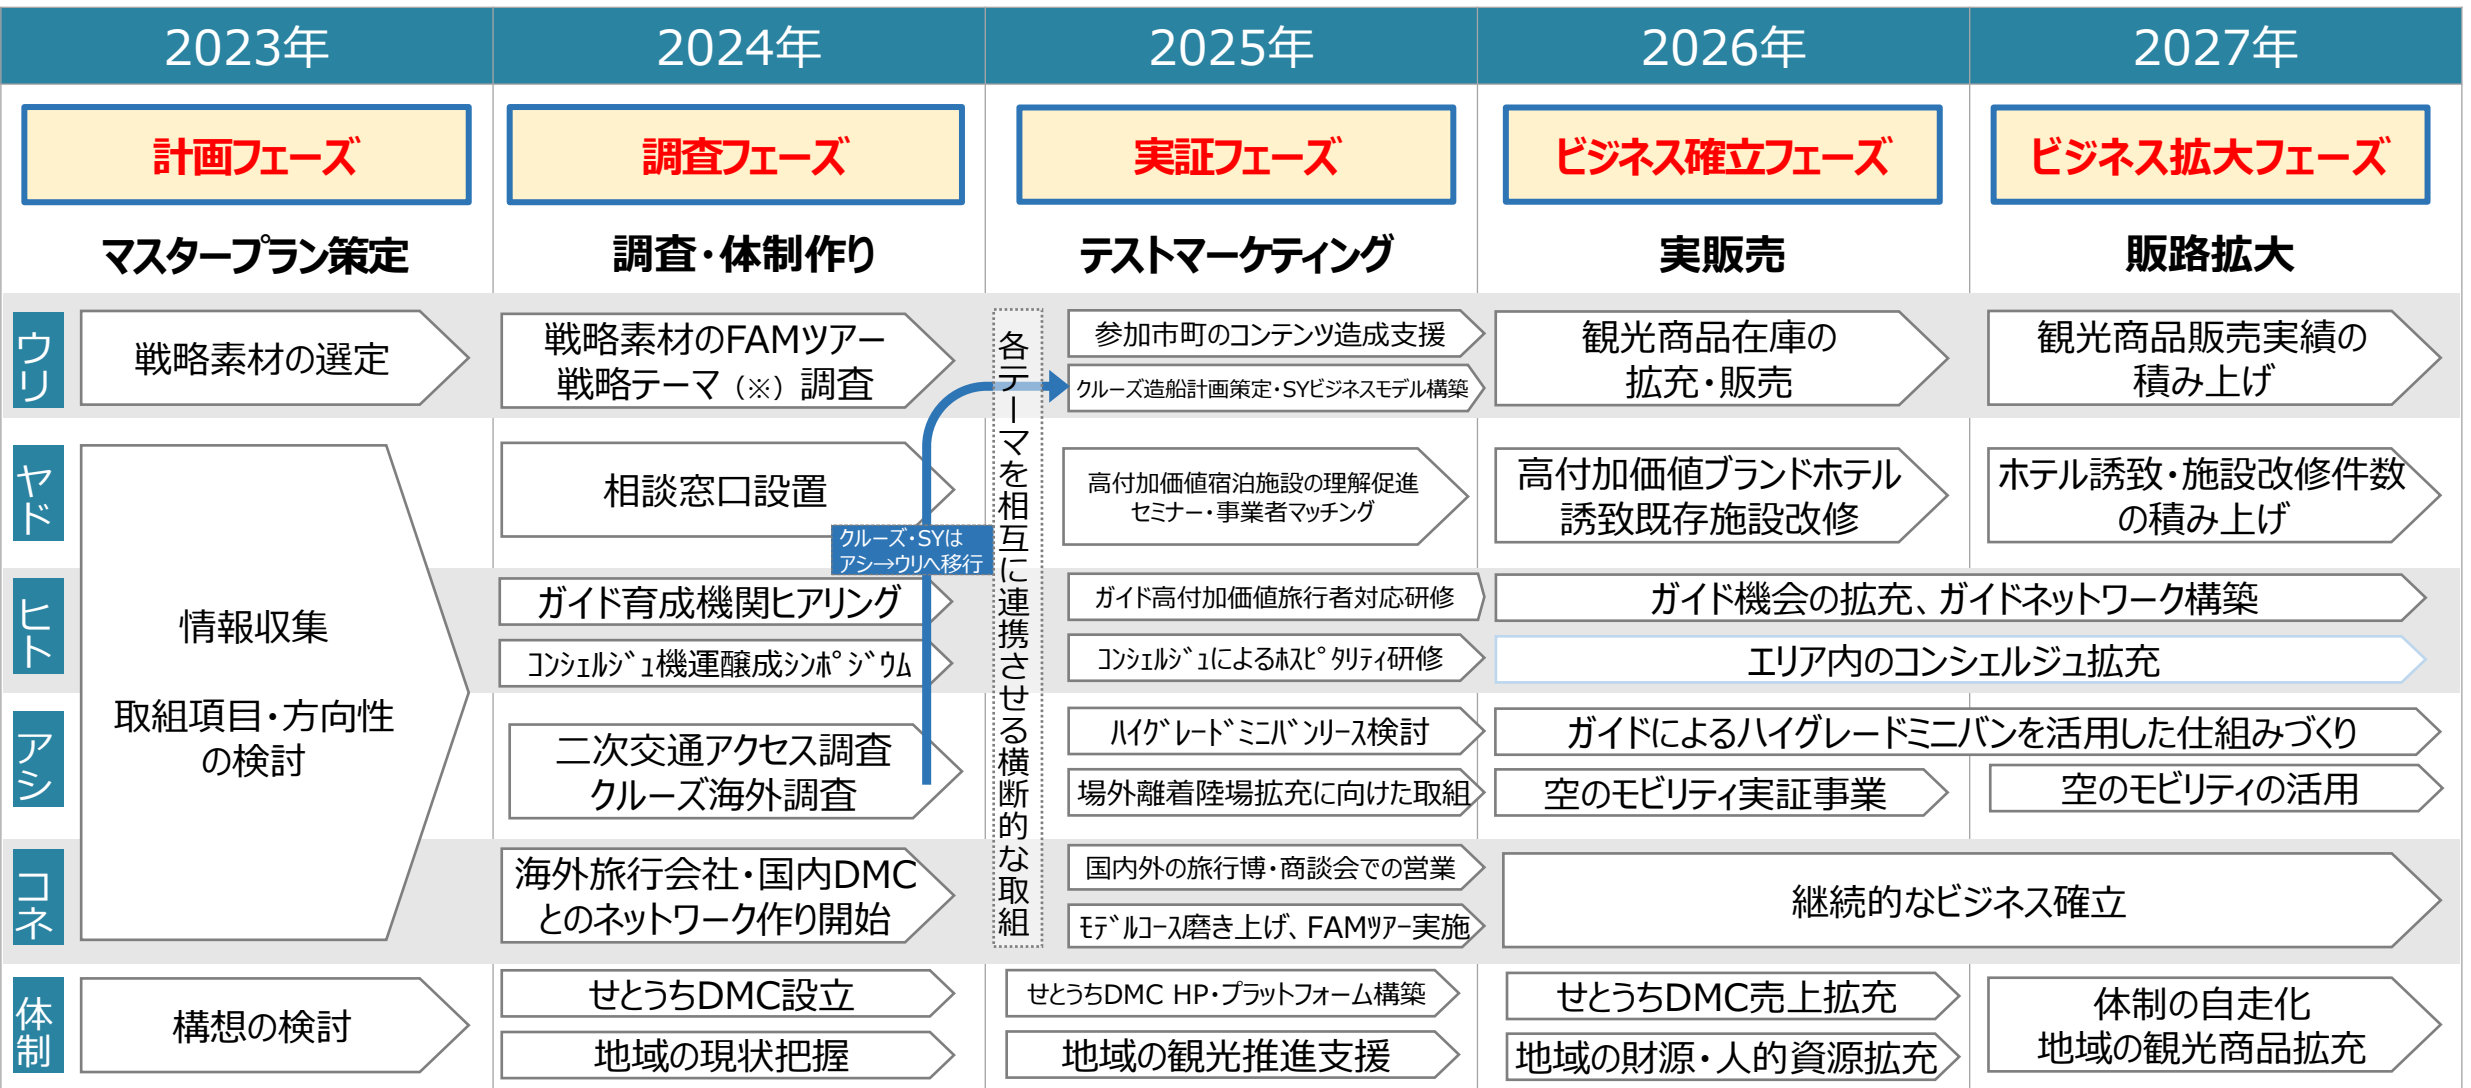 2023年
2024年
2025年
2026年
2027年
計画フェーズ
調査フェーズ
実証フェーズ
ビジネス確立フェーズ
ビジネス拡大フェーズ
マスタープラン策定
調査・体制作り
テストマーケティング
実販売
販路拡大
ウリ
戦略素材の選定
戦略素材のFAMツアー
戦略テーマ（※）調査
各テーマを相互に連携させる横断的な取組
参加市町のコンテンツ造成支援
クルーズ造船計画策定・SYビジネスモデル構築
観光商品在庫の
拡充・販売
観光商品販売実績の
積み上げ
ヤド
情報収集
取組項目・方向性
の検討
相談窓口設置
クルーズ・SYは
アシ→ウリへ移行
高付加価値宿泊施設の理解促進
セミナー・事業者マッチング
高付加価値ブランドホテル
誘致既存施設改修
ホテル誘致・施設改修件数
の積み上げ
ヒト
ガイド育成機関ヒアリング
ｺﾝｼｪﾙｼﾞｭ機運醸成ｼﾝﾎﾟｼﾞｳﾑ
ガイド高付加価値旅行者対応研修
ｺﾝｼｪﾙｼﾞｭによるﾎｽﾋﾟﾀﾘﾃｨ研修
ガイド機会の拡充、ガイドネットワーク構築
エリア内のコンシェルジュ拡充
アシ
二次交通アクセス調査
クルーズ海外調査
ﾊｲｸﾞﾚｰﾄﾞﾐﾆﾊﾞﾝﾘｰｽ検討
場外離着陸場拡充に向けた取組
ガイドによるハイグレードミニバンを活用した仕組みづくり
空のモビリティ実証事業
空のモビリティの活用
コネ
海外旅行会社・国内DMC
とのネットワーク作り開始
国内外の旅行博・商談会での営業
ﾓﾃﾞﾙｺｰｽ磨き上げ、FAMﾂｱｰ実施
継続的なビジネス確立
体制
構想の検討
せとうちDMC設立
地域の現状把握
せとうちDMC HP・プラットフォーム構築
地域の観光推進支援
せとうちDMC売上拡充
地域の財源・人的資源拡充
体制の自走化
地域の観光商品拡充